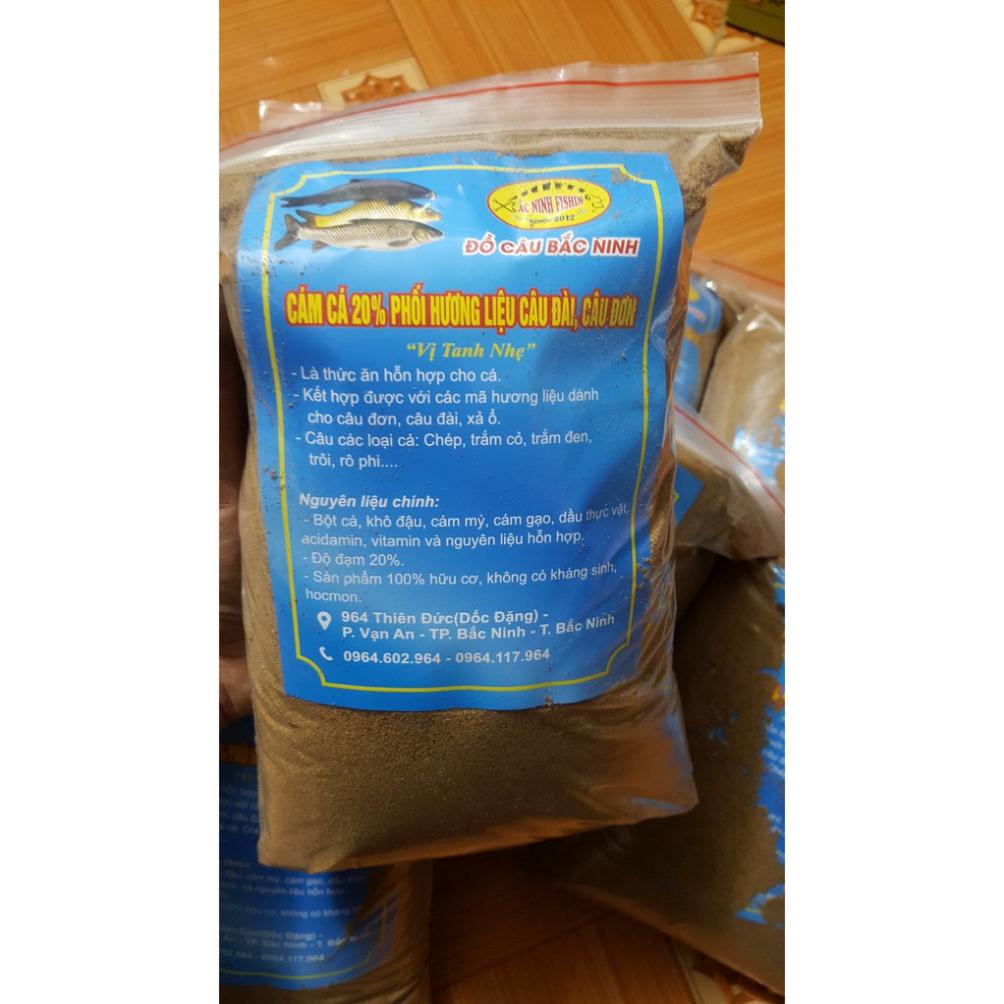 ẮC NINH FISHIN
Since 2012
ĐỒ CÂU BẮC NINH
CÁM CÁ 20% PHỐI HƯƠNG LIỆU CÂU ĐÀI, CÂU ĐƠN
“Vị Tanh Nhẹ”
- Là thức ăn hỗn hợp cho cá.
- Kết hợp được với các mã hương liệu dành
cho câu đơn, câu đài, xả ổ.
- Câu các loại cá: Chép, trắm cỏ, trắm đen,
trôi, rô phi....
Nguyên liệu chính:
- Bột cá, khô đậu, cám mỳ, cám gạo, dầu thực vật,
acidamin, vitamin và nguyên liệu hỗn hợp.
- Độ đạm 20%.
- Sản phẩm 100% hữu cơ, không có kháng sinh,
hocmon.
964 Thiên Đức(Dốc Đặng) -
P. Vạn An - TP. Bắc Ninh - T. Bắc Ninh
0964.602.964 - 0964.117.964